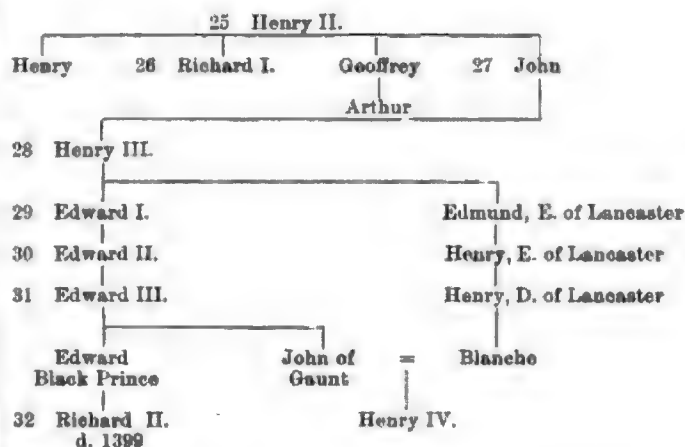 25 Henry II.
Henry 26 Richard I. Geoffrey 27 John
Arthur
28 Henry III.
29 Edward I. Edmund, E. of Lancaster
30 Edward II. Henry, E. of Lancaster
31 Edward III. Henry, D. of Lancaster
Edward John of = Blanche
Black Prince Gaunt
32 Richard II. Henry IV.
d. 1399